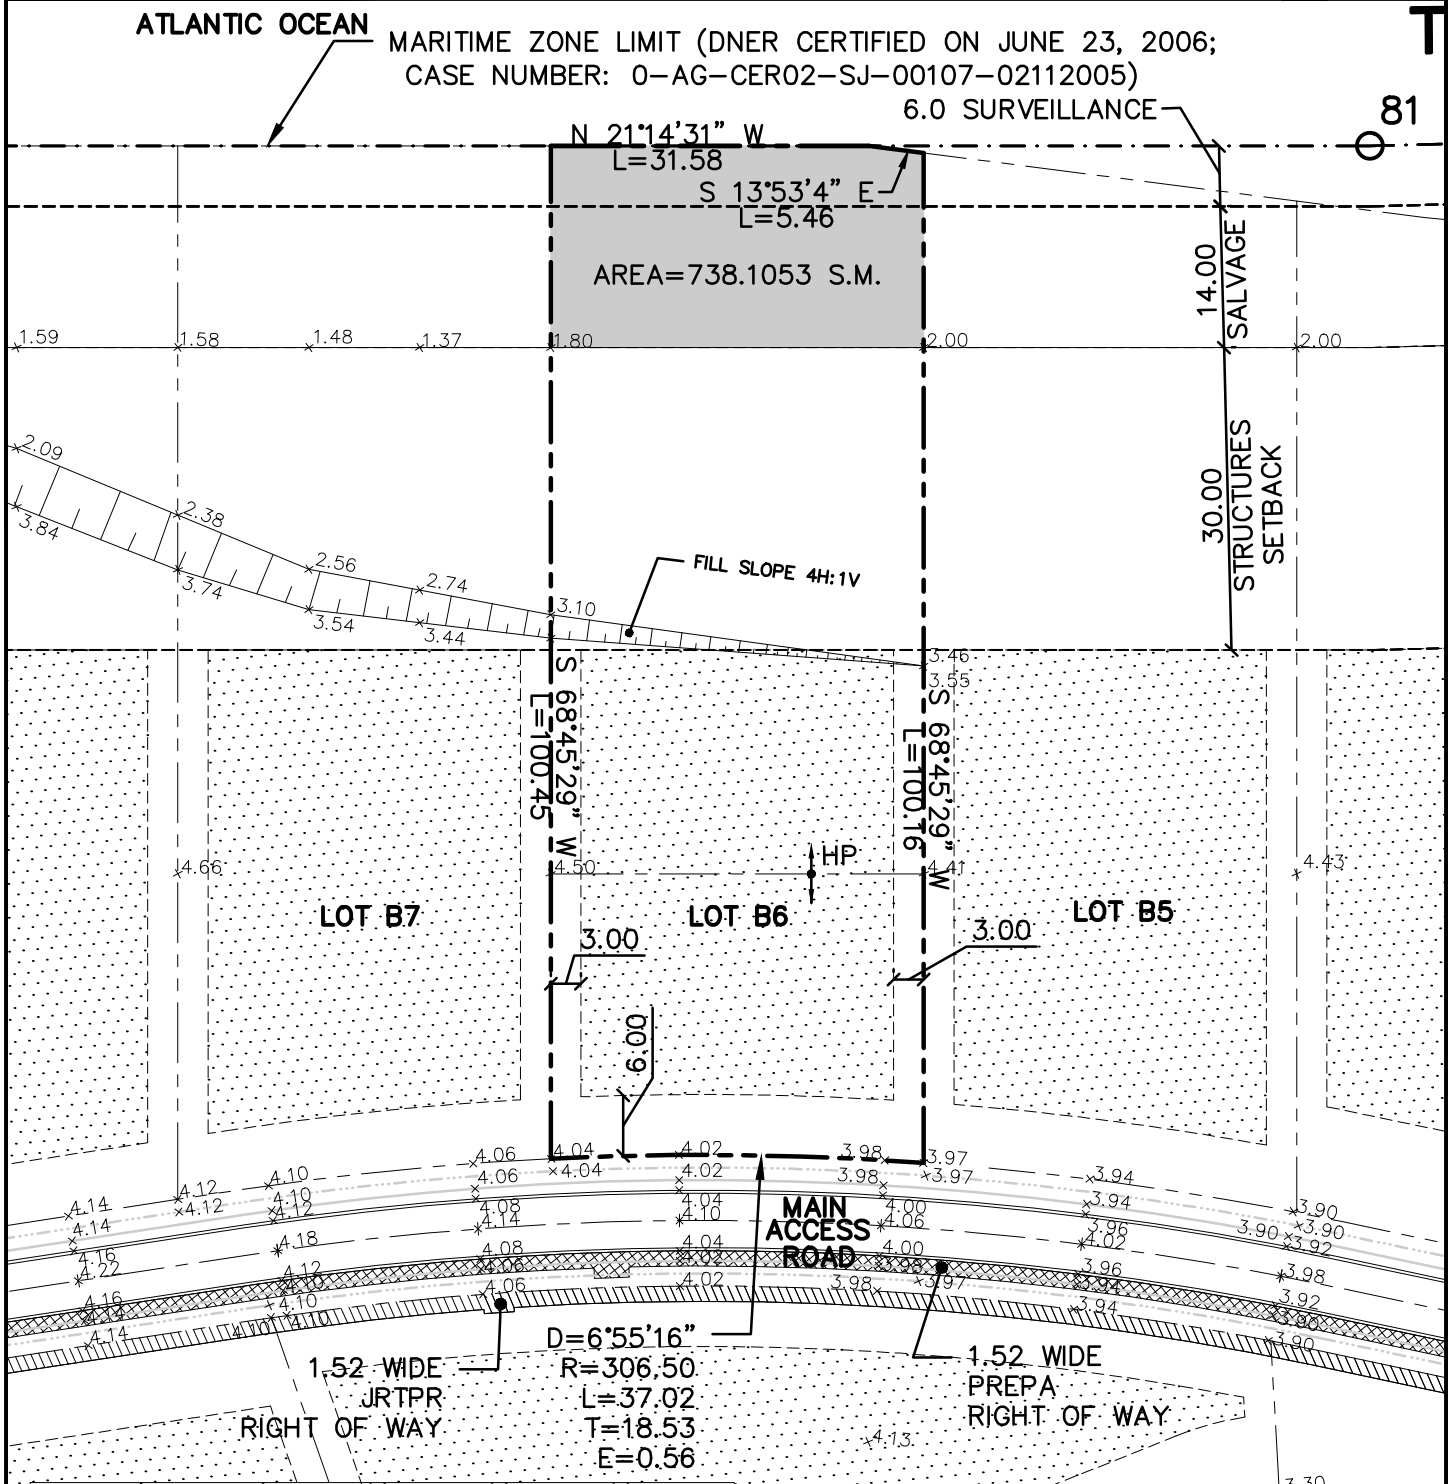 ATLANTIC OCEAN
T
MARITIME ZONE LIMIT (DNER CERTIFIED ON JUNE 23, 2006;
CASE NUMBER: 0-AG-CER02-SJ-00107-02112005)
6.0 SURVEILLANCE
81
N 21°14'31" W
L=31.58
S 13°53'4" E
L=5.46
AREA=738.1053 S.M.
14.00
SALVAGE
1.59
1.58
1.48
1.37
1.80
2.00
2.00
2.09
3.84
2.38
3.74
2.56
3.54
2.74
3.44
3.10
FILL SLOPE 4H:1V
30.00
STRUCTURES
SETBACK
3.46
3.55
S 68°45'29" W
L=100.45
S 68°45'29" W
L=100.16
HP
4.66
4.50
4.41
4.43
LOT B7
LOT B6
LOT B5
3.00
3.00
6.00
4.14
4.12
4.10
4.06
4.04
4.02
3.98
3.97
3.94
3.90
4.14
4.12
4.10
4.06
4.04
4.02
3.98
3.97
3.94
3.90
3.90
4.16
4.12
4.08
4.04
4.00
3.96
3.92
4.22
4.18
4.14
4.10
4.06
4.02
3.98
MAIN
ACCESS
ROAD
4.16
4.12
4.08
4.04
4.00
3.96
3.92
4.14
4.10
4.06
4.02
3.98
3.94
3.90
4.14
4.10
4.10
4.10
4.06
4.02
3.98
3.97
3.94
3.90
D=6°55'16"
R=306.50
L=37.02
T=18.53
E=0.56
1.52 WIDE
JRTPR
RIGHT OF WAY
1.52 WIDE
PREPA
RIGHT OF WAY
4.13
3.30